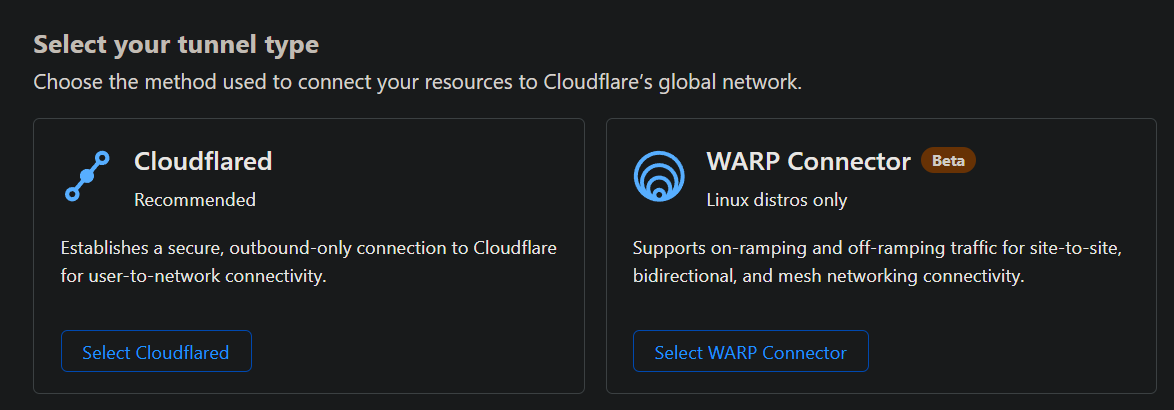 Select your tunnel type
Choose the method used to connect your resources to Cloudflare’s global network.
Cloudflared
Recommended
Establishes a secure, outbound-only connection to Cloudflare
for user-to-network connectivity.
Select Cloudflared
WARP Connector Beta
Linux distros only
Supports on-ramping and off-ramping traffic for site-to-site,
bidirectional, and mesh networking connectivity.
Select WARP Connector